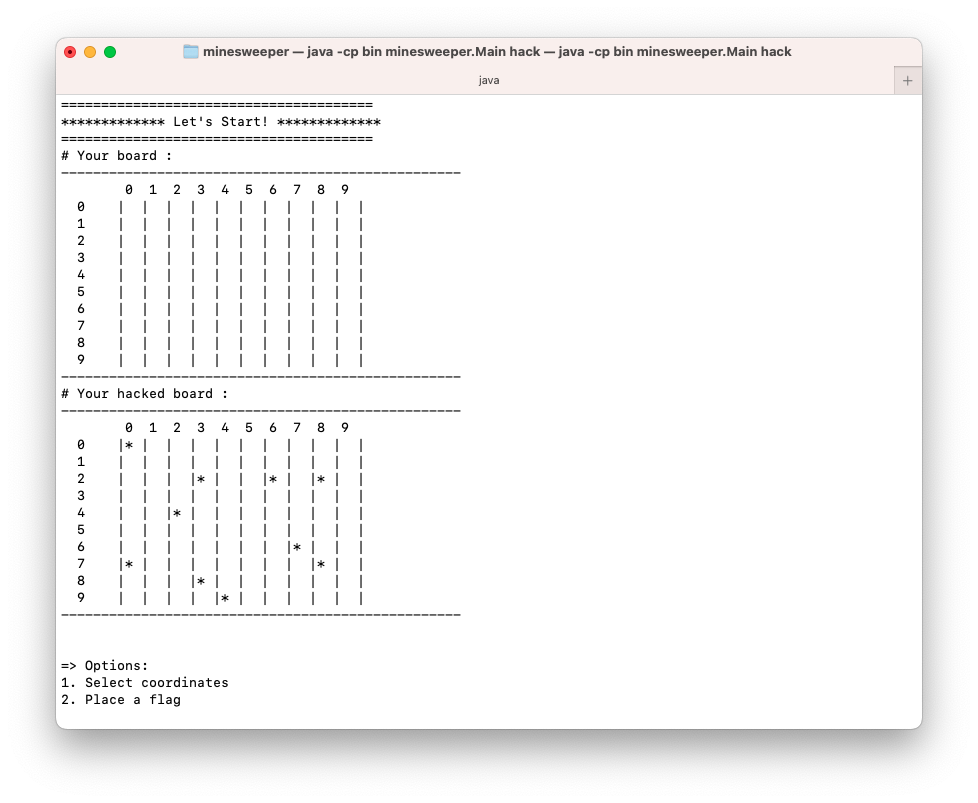 minesweeper — java -cp bin minesweeper.Main hack — java -cp bin minesweeper.Main hack
java
+
=======================================
************* Let's Start! *************
=======================================
# Your board :
--------------------------------------------------
        0  1  2  3  4  5  6  7  8  9
  0    |  |  |  |  |  |  |  |  |  |  |
  1    |  |  |  |  |  |  |  |  |  |  |
  2    |  |  |  |  |  |  |  |  |  |  |
  3    |  |  |  |  |  |  |  |  |  |  |
  4    |  |  |  |  |  |  |  |  |  |  |
  5    |  |  |  |  |  |  |  |  |  |  |
  6    |  |  |  |  |  |  |  |  |  |  |
  7    |  |  |  |  |  |  |  |  |  |  |
  8    |  |  |  |  |  |  |  |  |  |  |
  9    |  |  |  |  |  |  |  |  |  |  |
--------------------------------------------------
# Your hacked board :
--------------------------------------------------
        0  1  2  3  4  5  6  7  8  9
  0    |* |  |  |  |  |  |  |  |  |  |
  1    |  |  |  |  |  |  |  |  |  |  |
  2    |  |  |  |* |  |  |* |  |* |  |
  3    |  |  |  |  |  |  |  |  |  |  |
  4    |  |  |* |  |  |  |  |  |  |  |
  5    |  |  |  |  |  |  |  |  |  |  |
  6    |  |  |  |  |  |  |  |* |  |  |
  7    |* |  |  |  |  |  |  |  |* |  |
  8    |  |  |  |* |  |  |  |  |  |  |
  9    |  |  |  |  |* |  |  |  |  |  |
--------------------------------------------------
=> Options:
1. Select coordinates
2. Place a flag